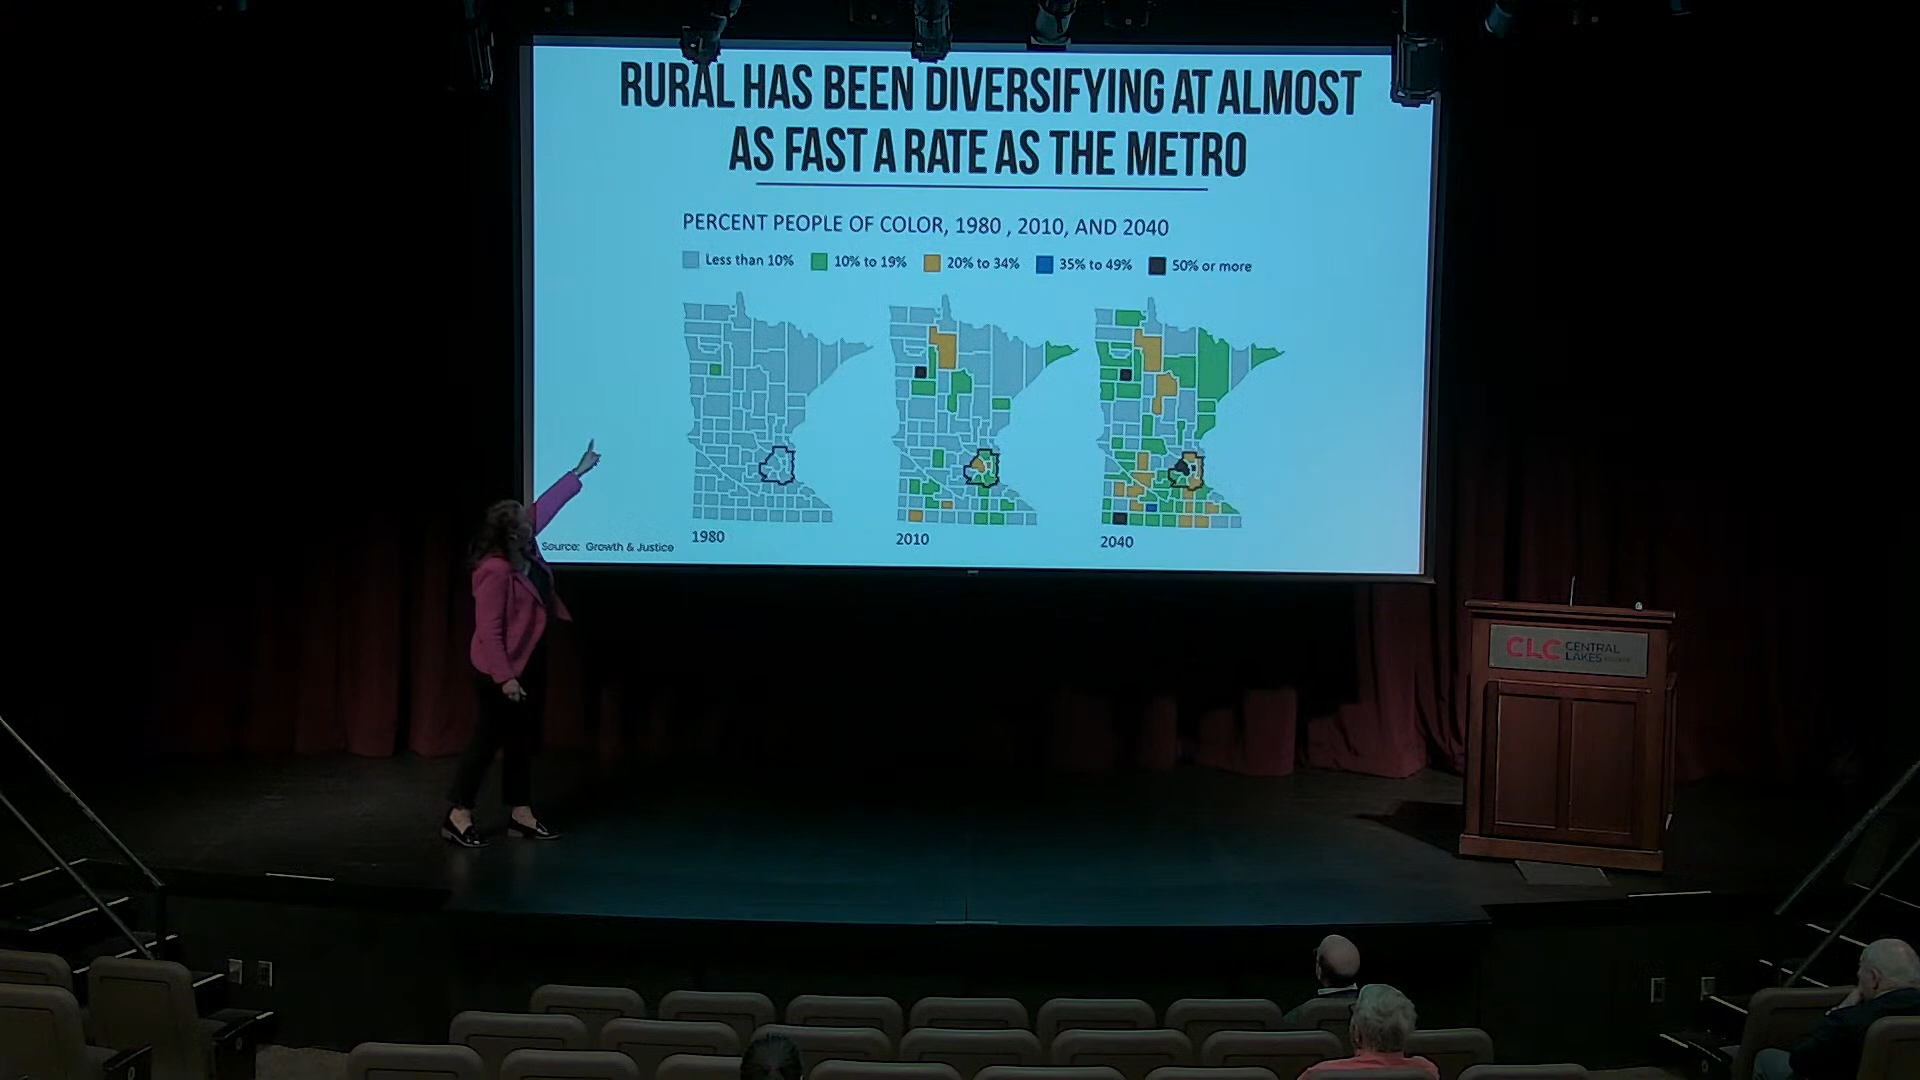 RURAL HAS BEEN DIVERSIFYING AT ALMOST
AS FAST A RATE AS THE METRO
PERCENT PEOPLE OF COLOR, 1980 , 2010, AND 2040
Less than 10% 10% to 19% 20% to 34% 35% to 49% 50% or more
1980 2010 2040
Source: Growth & Justice
CLC CENTRAL
LAKES